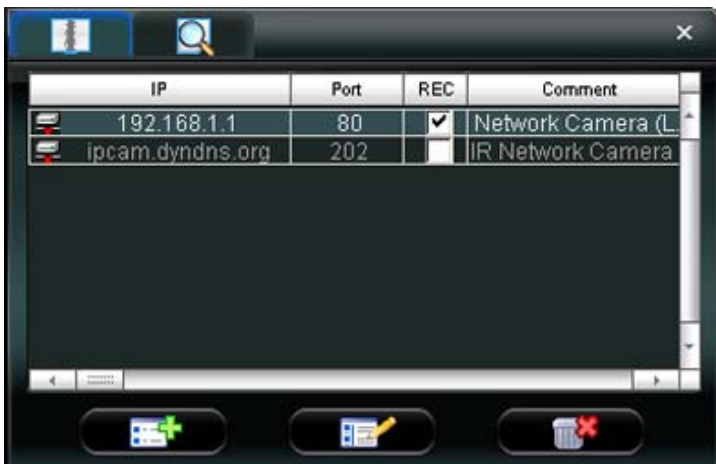 IP Port REC Comment
192.168.1.1 80 Network Camera (L.
ipcam.dyndns.org 202 IR Network Camera